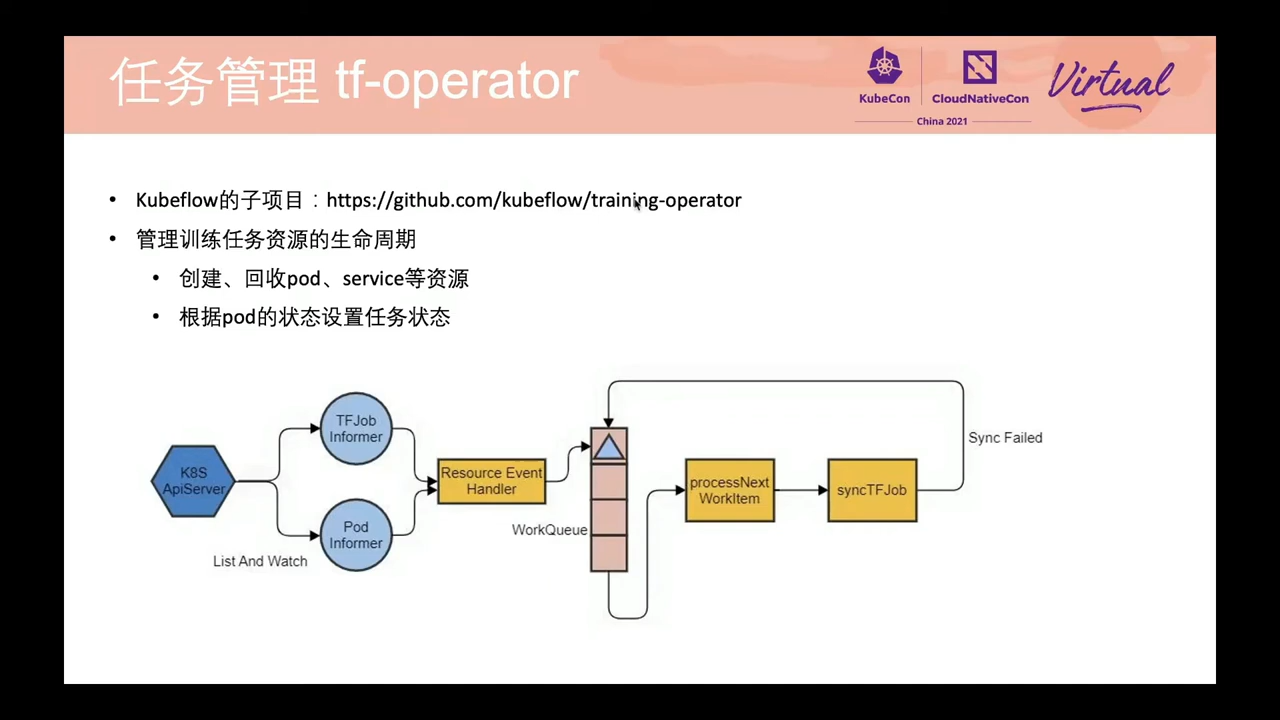 任务管理 tf-operator
KubeCon
CloudNativeCon
Virtual
China 2021
• Kubeflow的子项目：https://github.com/kubeflow/training-operator
• 管理训练任务资源的生命周期
• 创建、回收pod、service等资源
• 根据pod的状态设置任务状态
TFJob
Informer
K8S
ApiServer
Pod
Informer
List And Watch
Resource Event
Handler
WorkQueue
processNext
WorkItem
syncTFJob
Sync Failed